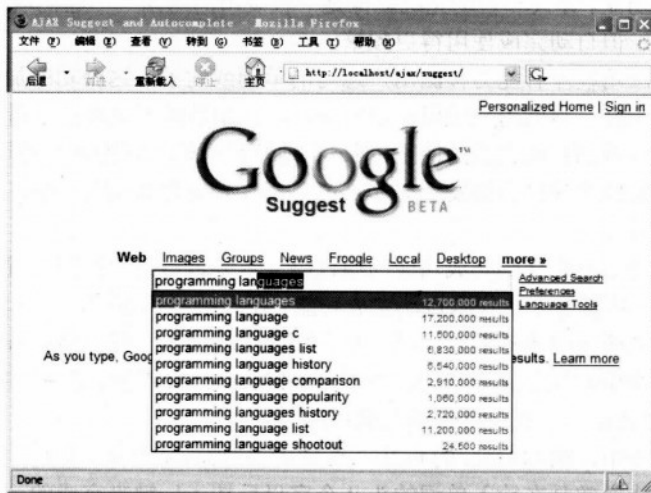 AJAX Suggest and Autocomplete - Mozilla Firefox
文件 (F) 编辑 (E) 查看 (V) 转到 (G) 书签 (B) 工具 (T) 帮助 (H)
后退 前进 重新载入 停止 主页 http://localhost/ajax/suggest/ G
Personalized Home | Sign in
Google™
Suggest BETA
Web Images Groups News Froogle Local Desktop more »
programming languages
Advanced Search
Preferences
Language Tools
programming languages 12,700,000 results
programming language 17,200,000 results
programming language c 11,500,000 results
programming languages list 6,830,000 results
programming language history 6,540,000 results
programming language comparison 2,910,000 results
programming language popularity 1,060,000 results
programming languages history 2,720,000 results
programming language list 11,200,000 results
programming language shootout 24,500 results
As you type, Goog esults. Learn more
Done